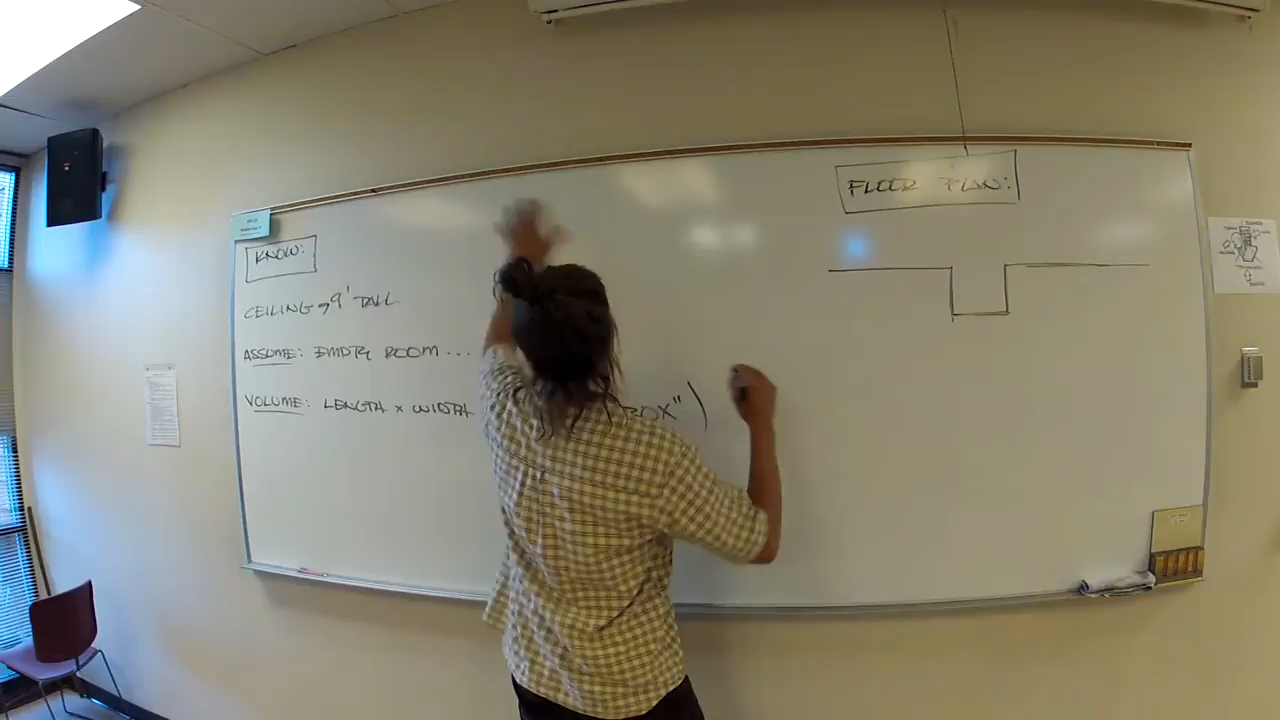 KNOW:
CEILING → 9' TALL
ASSUME: EMPTY ROOM ...
VOLUME: LENGTH x WIDTH BOX")
FLOOR PLAN: